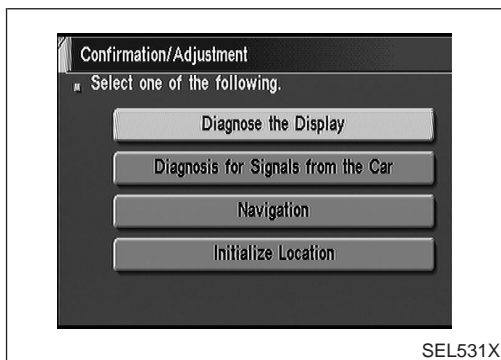 Confirmation/Adjustment
Select one of the following.
Diagnose the Display
Diagnosis for Signals from the Car
Navigation
Initialize Location
SEL531X